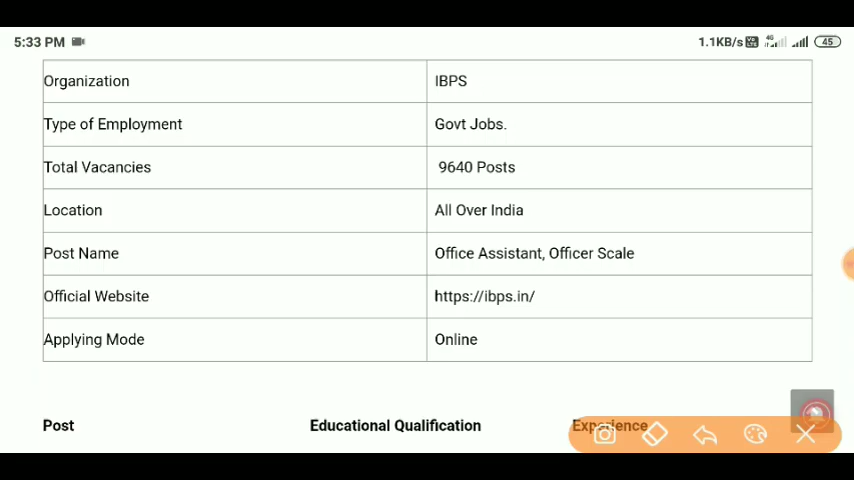 5:33 PM 1.1KB/s 4G 45
Organization IBPS
Type of Employment Govt Jobs.
Total Vacancies 9640 Posts
Location All Over India
Post Name Office Assistant, Officer Scale
Official Website https://ibps.in/
Applying Mode Online
Post Educational Qualification Experience